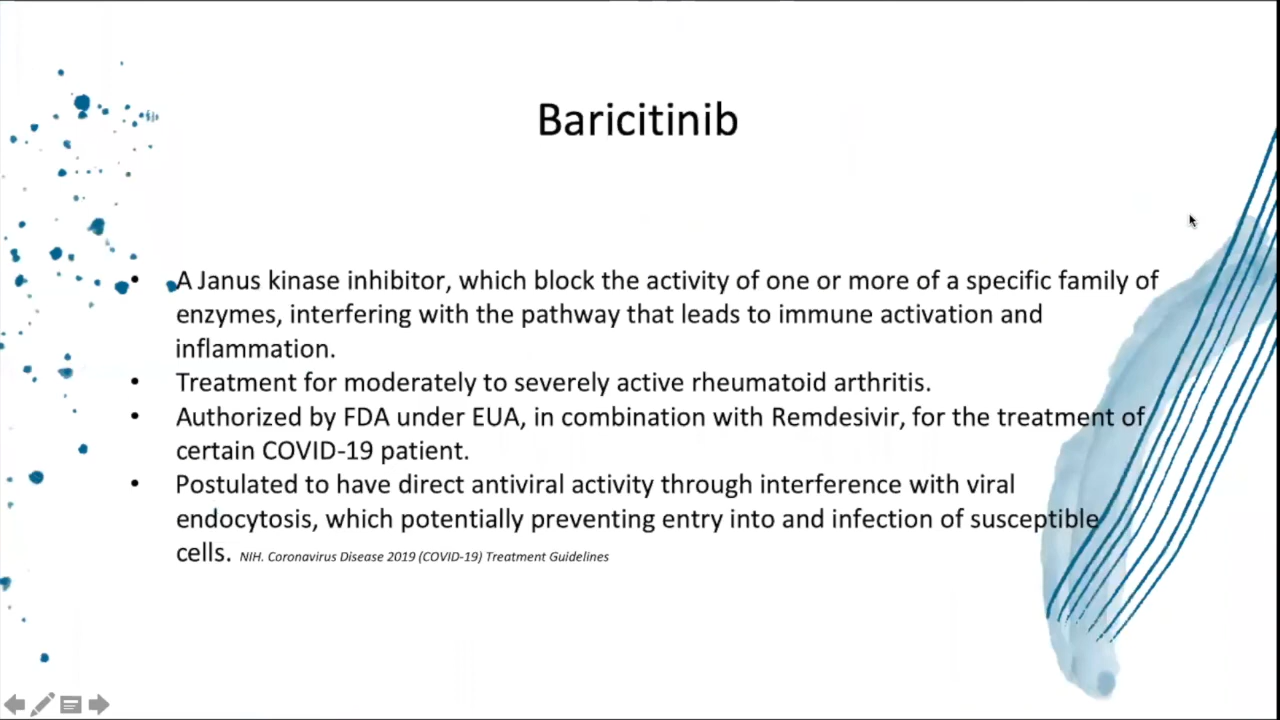 Baricitinib
• A Janus kinase inhibitor, which block the activity of one or more of a specific family of
enzymes, interfering with the pathway that leads to immune activation and
inflammation.
• Treatment for moderately to severely active rheumatoid arthritis.
• Authorized by FDA under EUA, in combination with Remdesivir, for the treatment of
certain COVID-19 patient.
• Postulated to have direct antiviral activity through interference with viral
endocytosis, which potentially preventing entry into and infection of susceptible
cells. NIH. Coronavirus Disease 2019 (COVID-19) Treatment Guidelines